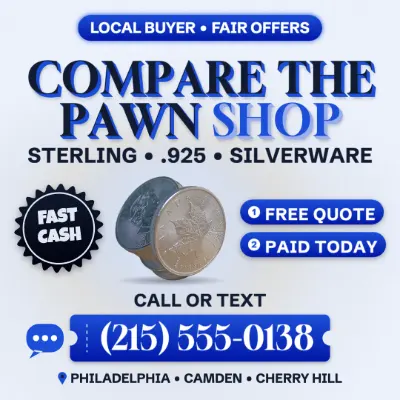 LOCAL BUYER • FAIR OFFERS
COMPARE THE
PAWN SHOP
STERLING • .925 • SILVERWARE
FAST
CASH
1 FREE QUOTE
2 PAID TODAY
CALL OR TEXT
(215) 555-0138
PHILADELPHIA • CAMDEN • CHERRY HILL